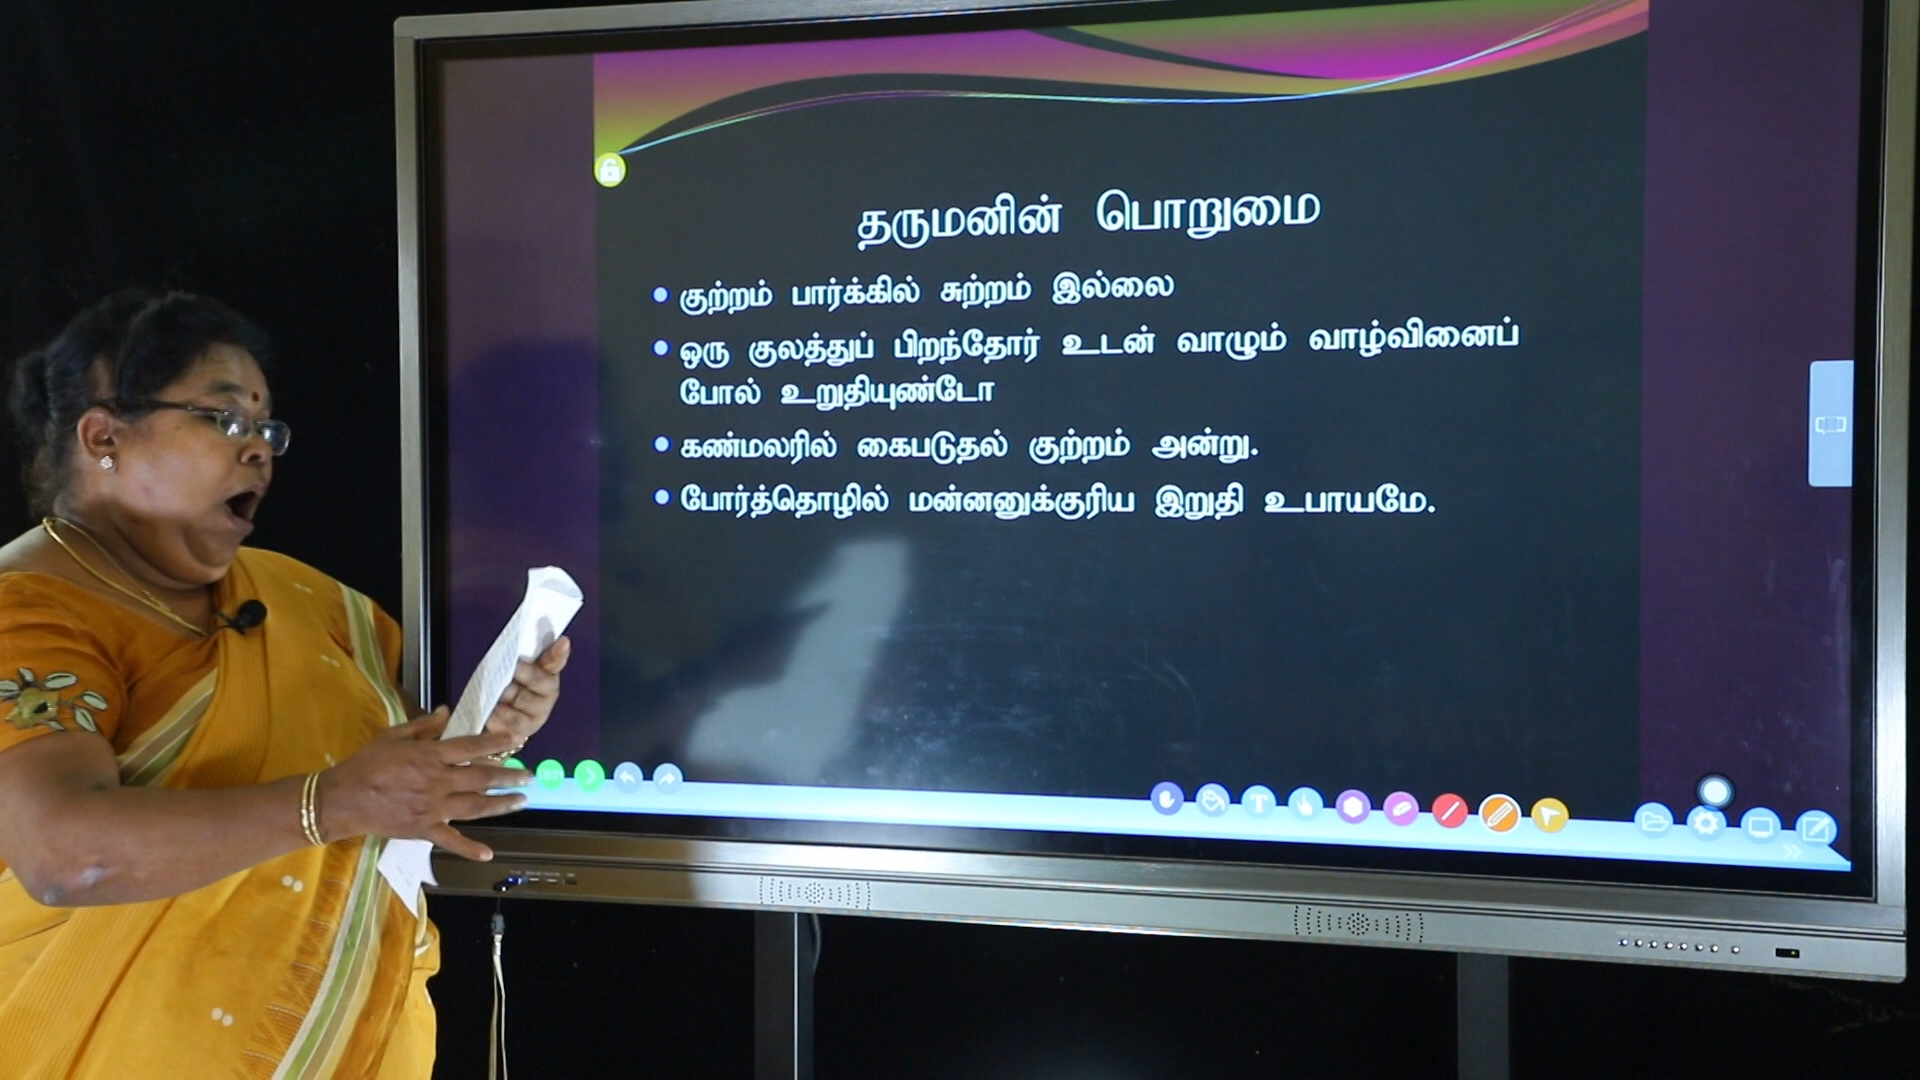 தருமனின் பொறுமை
• குற்றம் பார்க்கில் சுற்றம் இல்லை
• ஒரு குலத்துப் பிறந்தோர் உடன் வாழும் வாழ்வினைப்
போல் உறுதியுண்டோ
• கண்மலரில் கைபடுதல் குற்றம் அன்று.
• போர்த்தொழில் மன்னனுக்குரிய இறுதி உபாயமே.